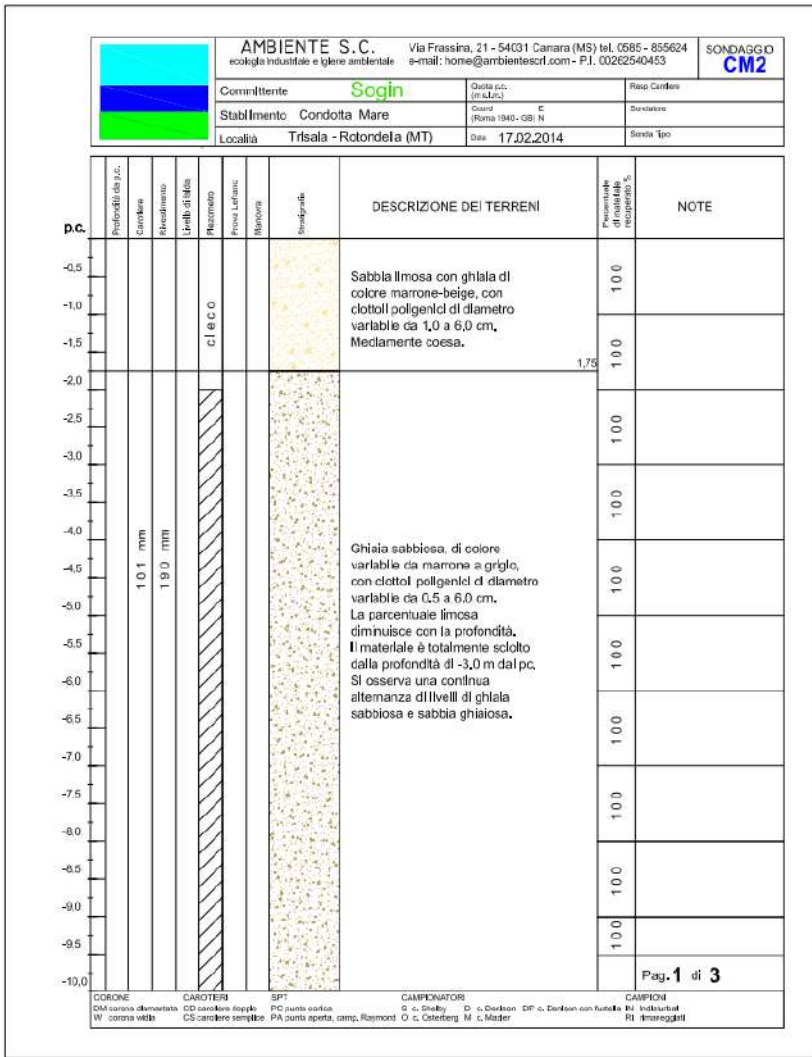 AMBIENTE S.C.
ecologia industriale e igiene ambientale
Via Frassina, 21 - 54031 Carrara (MS) tel. 0585 - 855624
e-mail: home@ambientescrl.com - P.I. 00262540453
SONDAGGIO
CM2
Committente Sogin
Quota p.c.
(m s.l.m.)
Resp Cantiere
Stabilimento Condotta Mare
Coord E
(Roma 1940 - GB) N
Sondatore
Località Trisaia - Rotondella (MT)
Data 17.02.2014
Sonda Tipo
p.c.
Profondità da p.c.
Carotiere
Rivestimento
Livello di falda
Piezometro
Prova Lefranc
Manovra
Stratigrafia
DESCRIZIONE DEI TERRENI
Percentuale
di materiale
recuperato %
NOTE
-0,5
-1,0
-1,5
-2,0
-2,5
-3,0
-3,5
-4,0
-4,5
-5,0
-5,5
-6,0
-6,5
-7,0
-7,5
-8,0
-8,5
-9,0
-9,5
-10,0
101 mm
190 mm
cieco
Sabbia limosa con ghiaia di
colore marrone-beige, con
ciottoli poligenici di diametro
variabile da 1.0 a 6,0 cm.
Mediamente coesa.
1,75
Ghiaia sabbiosa, di colore
variabile da marrone a grigio,
con ciottoli poligenici di diametro
variabile da 0.5 a 6.0 cm.
La parcentuale limosa
diminuisce con la profondità.
Il materiale è totalmente sciolto
dalla profondità di -3.0 m dal pc.
Si osserva una continua
alternanza di livelli di ghiaia
sabbiosa e sabbia ghiaiosa.
100
100
100
100
100
100
100
100
100
100
Pag. 1 di 3
CORONE
DM corona diamantata
W corona widia
CAROTIERI
CD carotiere doppio
CS carotiere semplice
SPT
PC punta conica
PA punta aperta, camp. Raymond
CAMPIONATORI
S c. Shelby D c. Denison DP c. Denison con fustella
O c. Osterberg M c. Mazier
CAMPIONI
IN indisturbati
RI rimaneggiati